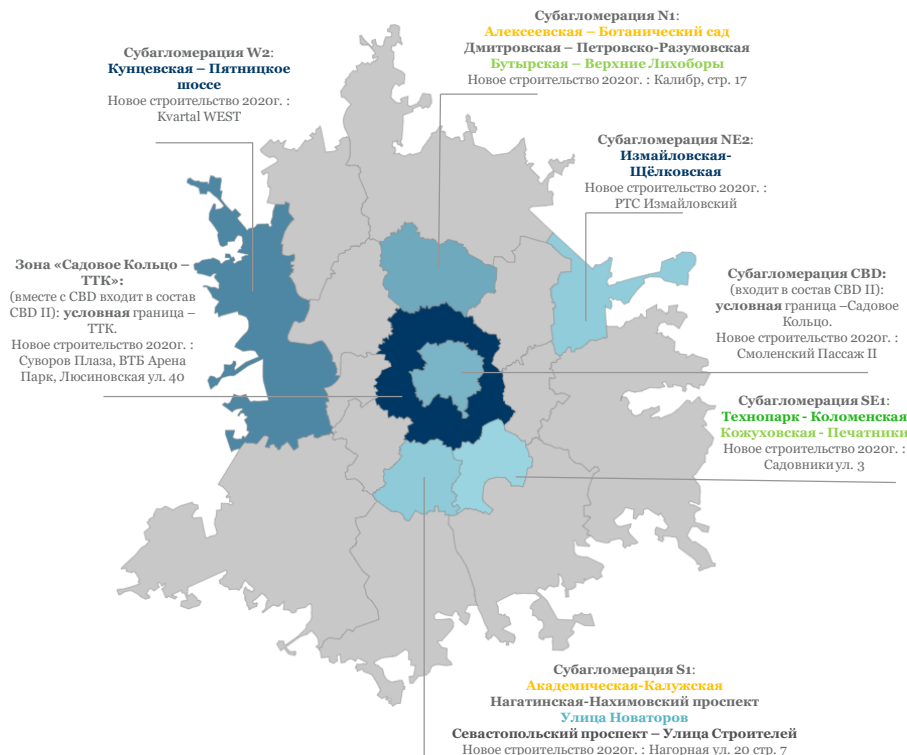 Субагломерация N1:
Алексеевская – Ботанический сад
Дмитровская – Петровско-Разумовская
Бутырская – Верхние Лихоборы
Новое строительство 2020г. : Калибр, стр. 17
Субагломерация W2:
Кунцевская – Пятницкое
шоссе
Новое строительство 2020г. :
Kvartal WEST
Субагломерация NE2:
Измайловская-
Щёлковская
Новое строительство 2020г. :
РТС Измайловский
Зона «Садовое Кольцо –
ТТК»:
(вместе с CBD входит в состав
CBD II): условная граница –
ТТК.
Новое строительство 2020г. :
Суворов Плаза, ВТБ Арена
Парк, Люсиновская ул. 40
Субагломерация CBD:
(входит в состав CBD II):
условная граница –Садовое
Кольцо.
Новое строительство 2020г. :
Смоленский Пассаж II
Субагломерация SE1:
Технопарк - Коломенская
Кожуховская - Печатники
Новое строительство 2020г. :
Садовники ул. 3
Субагломерация S1:
Академическая-Калужская
Нагатинская-Нахимовский проспект
Улица Новаторов
Севастопольский проспект – Улица Строителей
Новое строительство 2020г. : Нагорная ул. 20 стр. 7